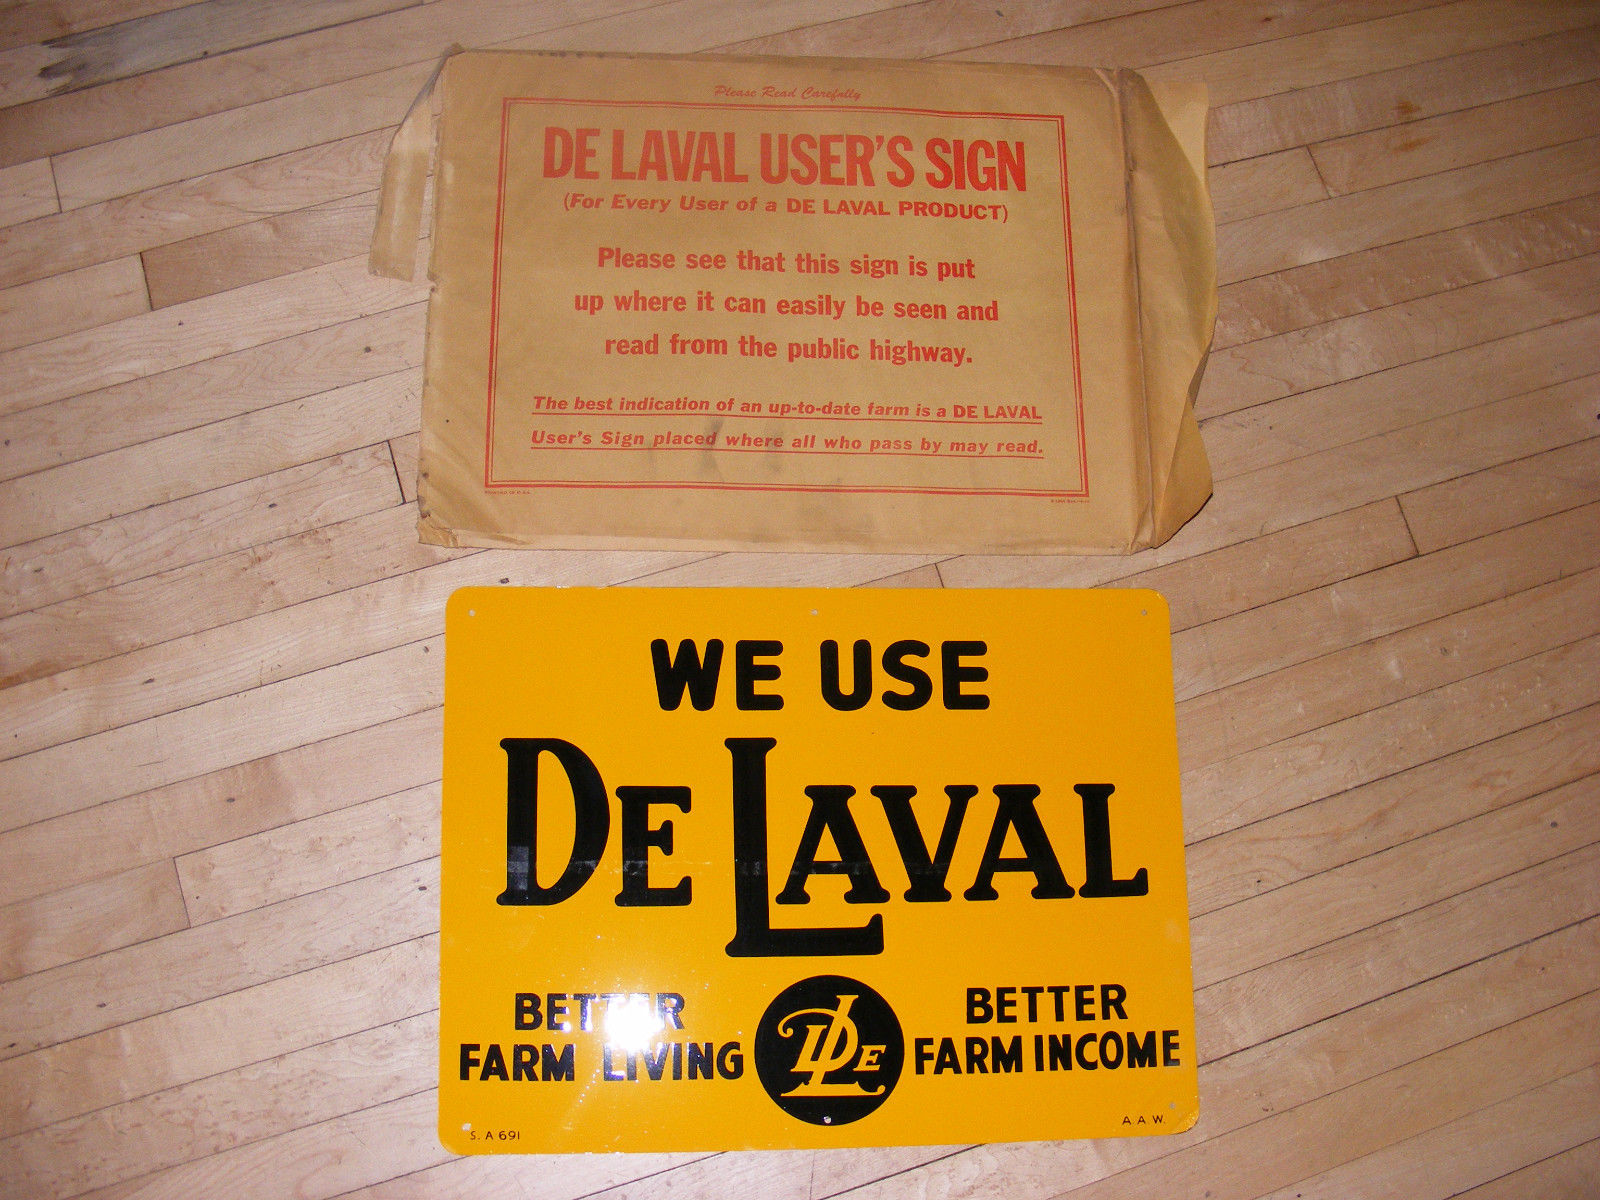 Please Read Carefully
DE LAVAL USER'S SIGN
(For Every User of a DE LAVAL PRODUCT)
Please see that this sign is put
up where it can easily be seen and
read from the public highway.
The best indication of an up-to-date farm is a DE LAVAL
User's Sign placed where all who pass by may read.
PRINTED IN U.S.A.
WE USE
DE LAVAL
BETTER
FARM LIVING
DLE
BETTER
FARM INCOME
S. A 691
A. A. W.